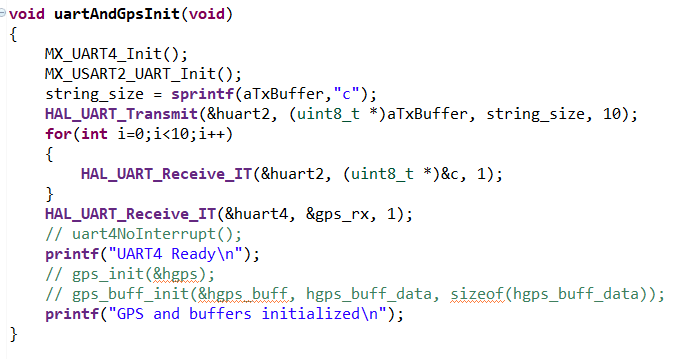 void uartAndGpsInit(void)
{
    MX_UART4_Init();
    MX_USART2_UART_Init();
    string_size = sprintf(aTxBuffer,"c");
    HAL_UART_Transmit(&huart2, (uint8_t *)aTxBuffer, string_size, 10);
    for(int i=0;i<10;i++)
    {
        HAL_UART_Receive_IT(&huart2, (uint8_t *)&c, 1);
    }
    HAL_UART_Receive_IT(&huart4, &gps_rx, 1);
    // uart4NoInterrupt();
    printf("UART4 Ready\n");
    // gps_init(&hgps);
    // gps_buff_init(&hgps_buff, hgps_buff_data, sizeof(hgps_buff_data));
    printf("GPS and buffers initialized\n");
}